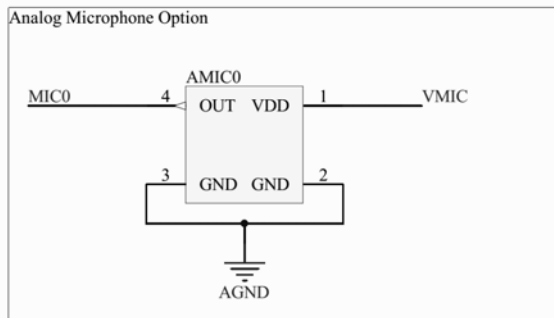 Analog Microphone Option
AMIC0
MIC0 4 OUT VDD 1 VMIC
3 GND GND 2
AGND